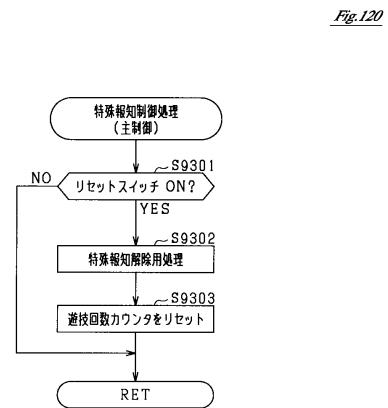 Fig.120
特殊報知制御処理
(主制御)
S9301
リセットスイッチ ON?
NO
YES
S9302
特殊報知解除用処理
S9303
遊技回数カウンタをリセット
RET